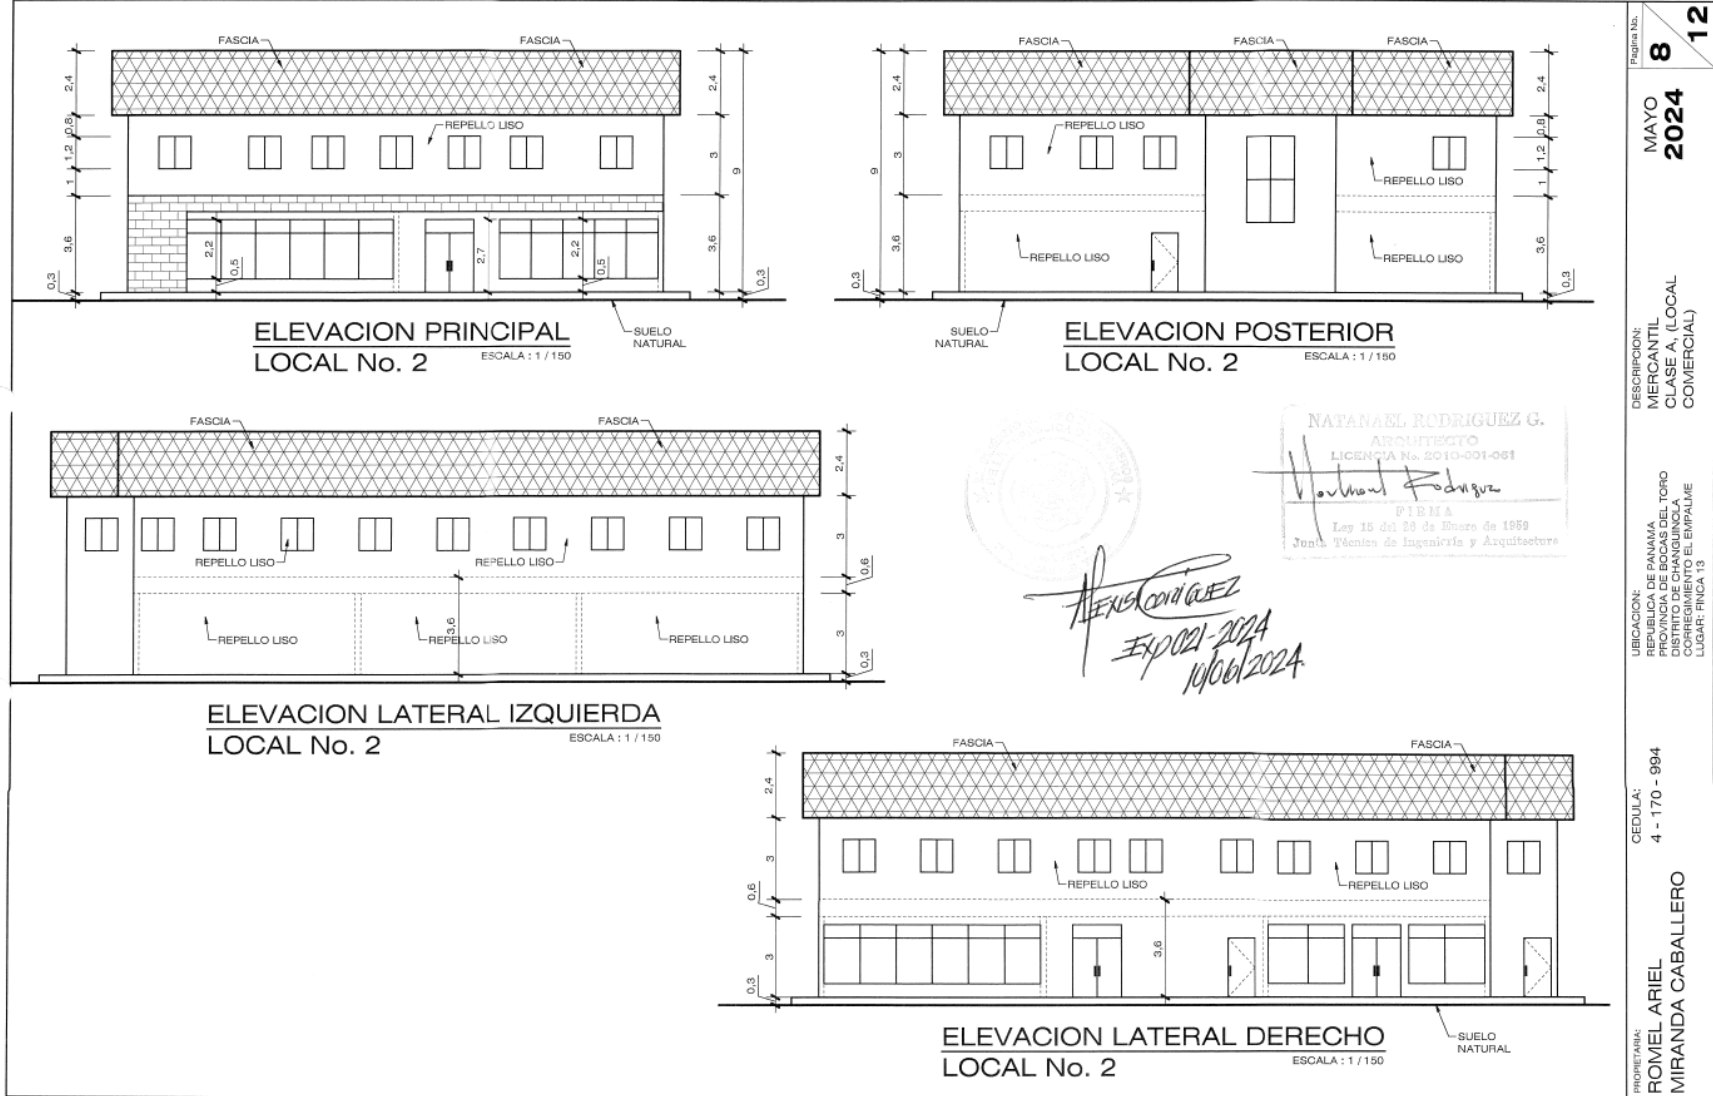 FASCIA
FASCIA
2,4
0,8
1,2
1
3,6
0,3
REPELLO LISO
2,2
0,5
2,7
2,2
0,5
2,4
3
3,6
9
0,3
SUELO
NATURAL
ELEVACION PRINCIPAL
LOCAL No. 2
ESCALA : 1 / 150
FASCIA
FASCIA
FASCIA
9
2,4
3
3,6
0,3
REPELLO LISO
REPELLO LISO
REPELLO LISO
REPELLO LISO
2,4
0,8
1,2
1
3,6
0,3
SUELO
NATURAL
ELEVACION POSTERIOR
LOCAL No. 2
ESCALA : 1 / 150
FASCIA
FASCIA
REPELLO LISO
REPELLO LISO
REPELLO LISO
REPELLO LISO
REPELLO LISO
3,6
2,4
3
0,6
3
0,3
ELEVACION LATERAL IZQUIERDA
LOCAL No. 2
ESCALA : 1 / 150
NATANAEL RODRIGUEZ G.
ARQUITECTO
LICENCIA No. 2010-001-061
FIRMA
Ley 15 del 26 de Enero de 1959
Junta Técnica de Ingeniería y Arquitectura
Alexis Rodriguez
Exp 021-2024
10/06/2024
FASCIA
FASCIA
2,4
3
0,6
3
0,3
REPELLO LISO
REPELLO LISO
3,6
SUELO
NATURAL
ELEVACION LATERAL DERECHO
LOCAL No. 2
ESCALA : 1 / 150
Pagina No.
8
12
MAYO
2024
DESCRIPCION:
MERCANTIL
CLASE A, (LOCAL
COMERCIAL)
UBICACION:
REPUBLICA DE PANAMA
PROVINCIA DE BOCAS DEL TORO
DISTRITO DE CHANGUINOLA
CORREGIMIENTO EL EMPALME
LUGAR: FINCA 13
CEDULA:
4 - 170 - 994
PROPIETARIA:
ROMEL ARIEL
MIRANDA CABALLERO